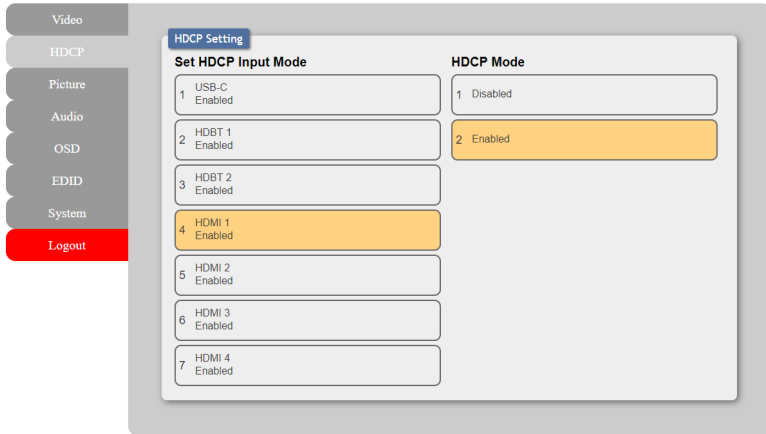 Video
HDCP
Picture
Audio
OSD
EDID
System
Logout
HDCP Setting
Set HDCP Input Mode
1 USB-C
Enabled
2 HDBT 1
Enabled
3 HDBT 2
Enabled
4 HDMI 1
Enabled
5 HDMI 2
Enabled
6 HDMI 3
Enabled
7 HDMI 4
Enabled
HDCP Mode
1 Disabled
2 Enabled